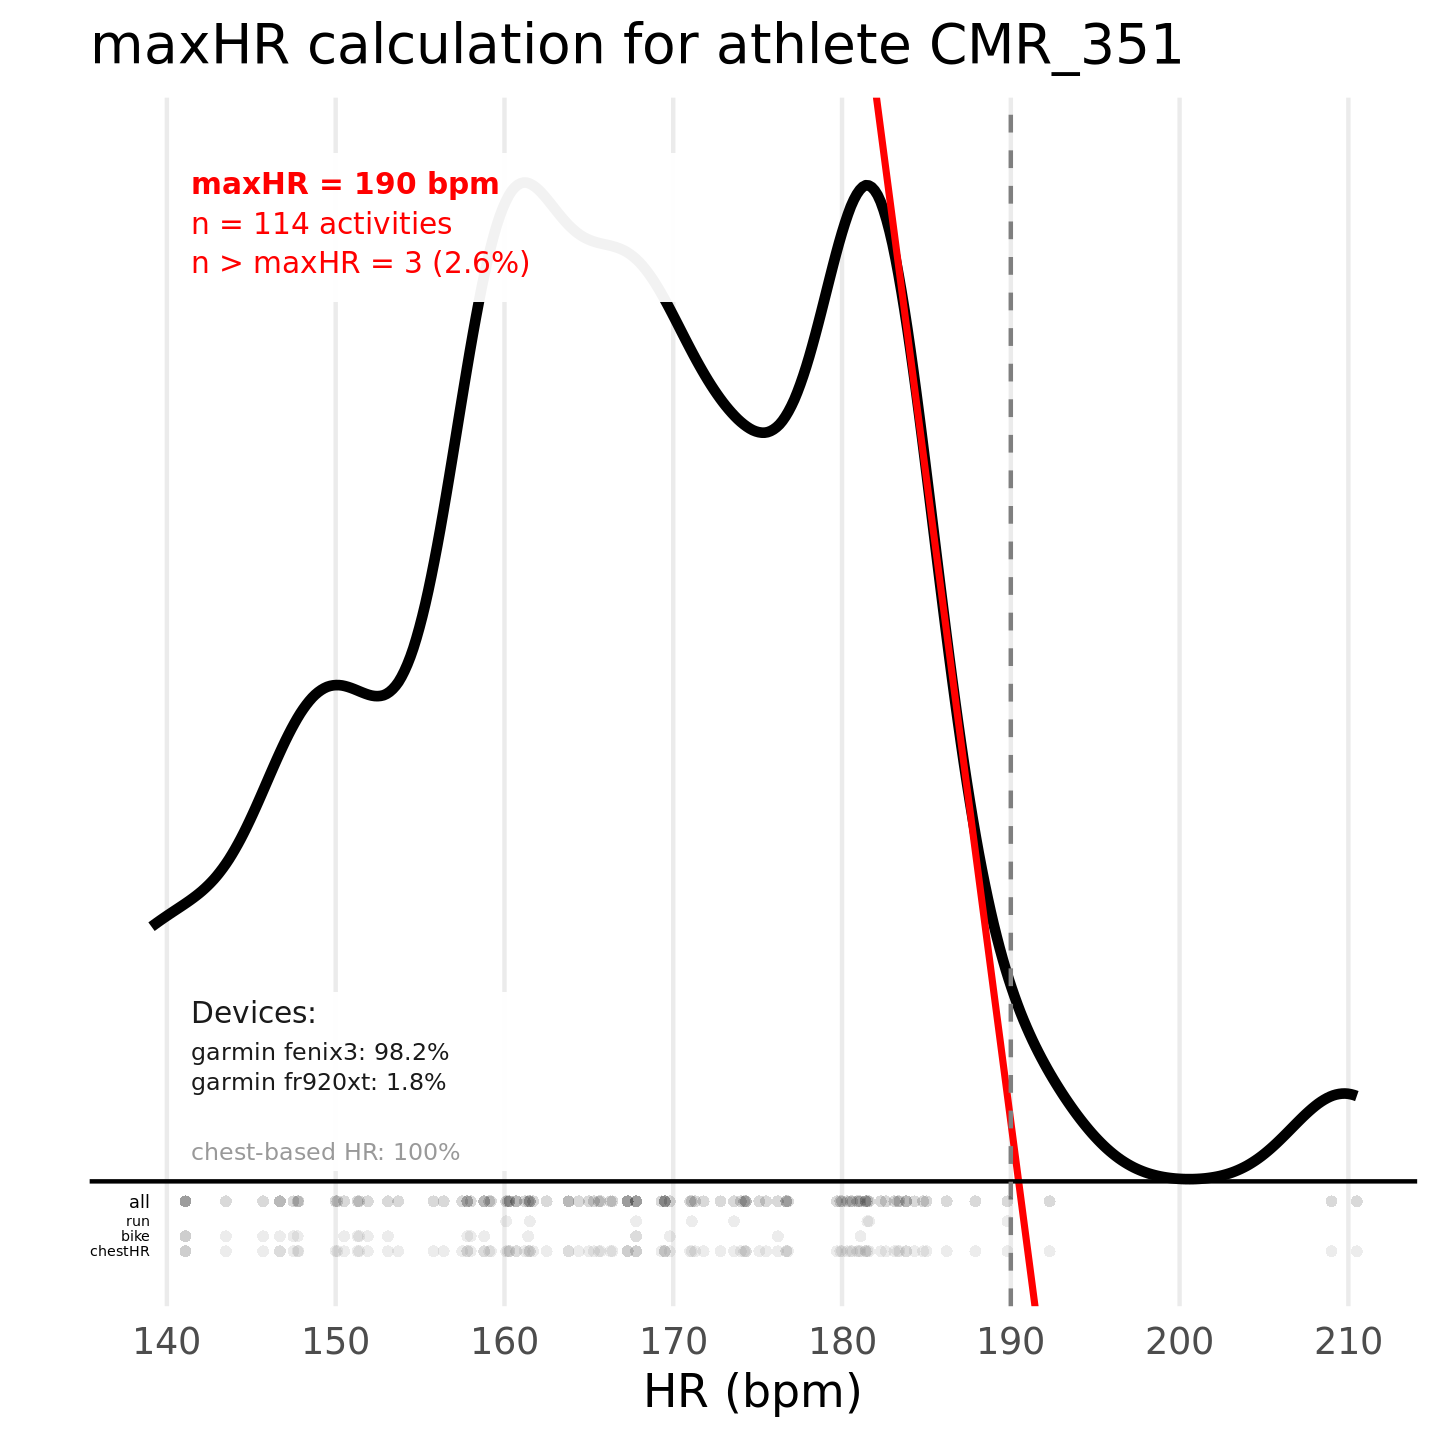 maxHR calculation for athlete CMR_351
maxHR = 190 bpm
n = 114 activities
n > maxHR = 3 (2.6%)
Devices:
garmin fenix3: 98.2%
garmin fr920xt: 1.8%
chest-based HR: 100%
all
run
bike
chestHR
140 150 160 170 180 190 200 210
HR (bpm)